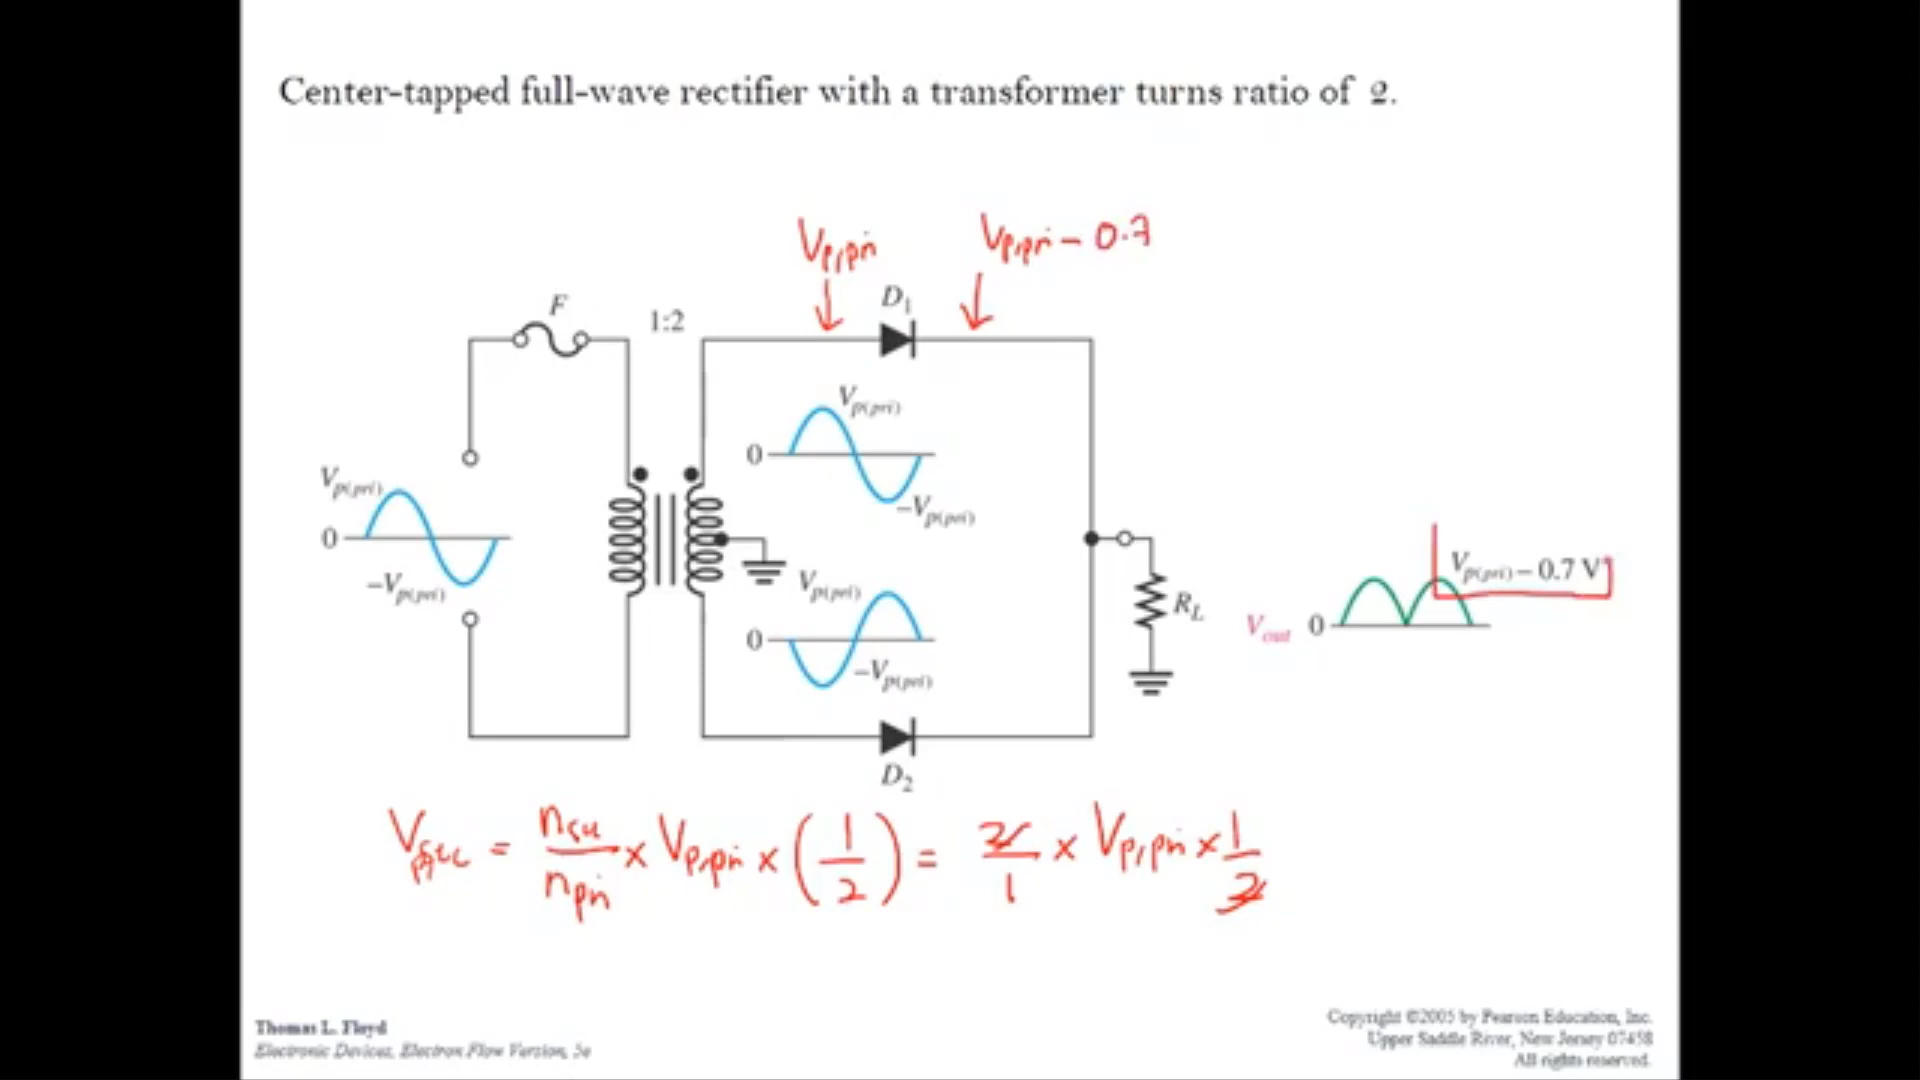 Center-tapped full-wave rectifier with a transformer turns ratio of 2.
Vp,pri
Vp,pri - 0.7
F
1:2
D1
Vp(pri)
0
-Vp(pri)
Vp(pri)
0
-Vp(pri)
Vp(pri)
0
-Vp(pri)
RL
Vp(pri) – 0.7 V
Vout 0
D2
= nsec/npri x Vp,pri x (1/2) = 2/1 x Vp,pri x 1/2
Thomas L. Floyd
Electronic Devices, Electron Flow Version, 5e
Copyright ©2005 by Pearson Education, Inc.
Upper Saddle River, New Jersey 07458
All rights reserved.